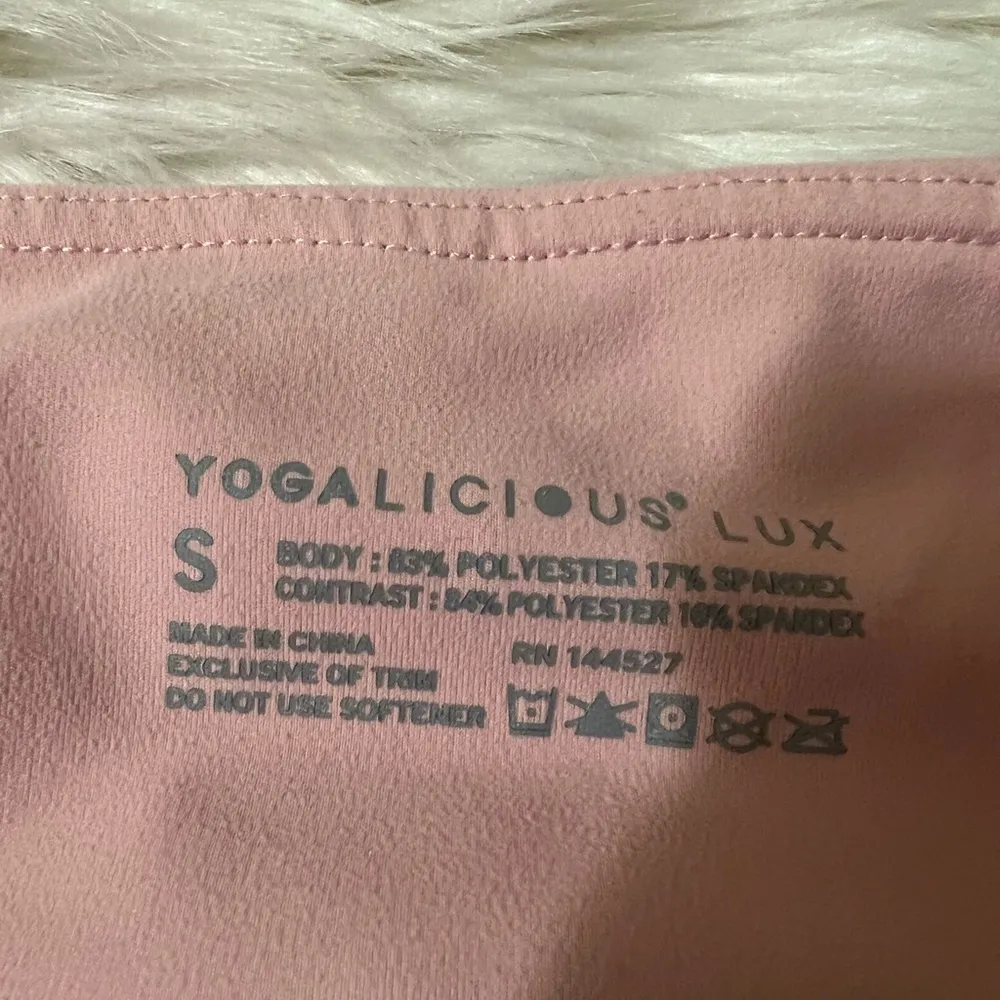 YOGALICIOUS® LUX
S
BODY : 83% POLYESTER 17% SPANDEX
CONTRAST : 84% POLYESTER 16% SPANDEX
MADE IN CHINA
RN 144527
EXCLUSIVE OF TRIM
DO NOT USE SOFTENER